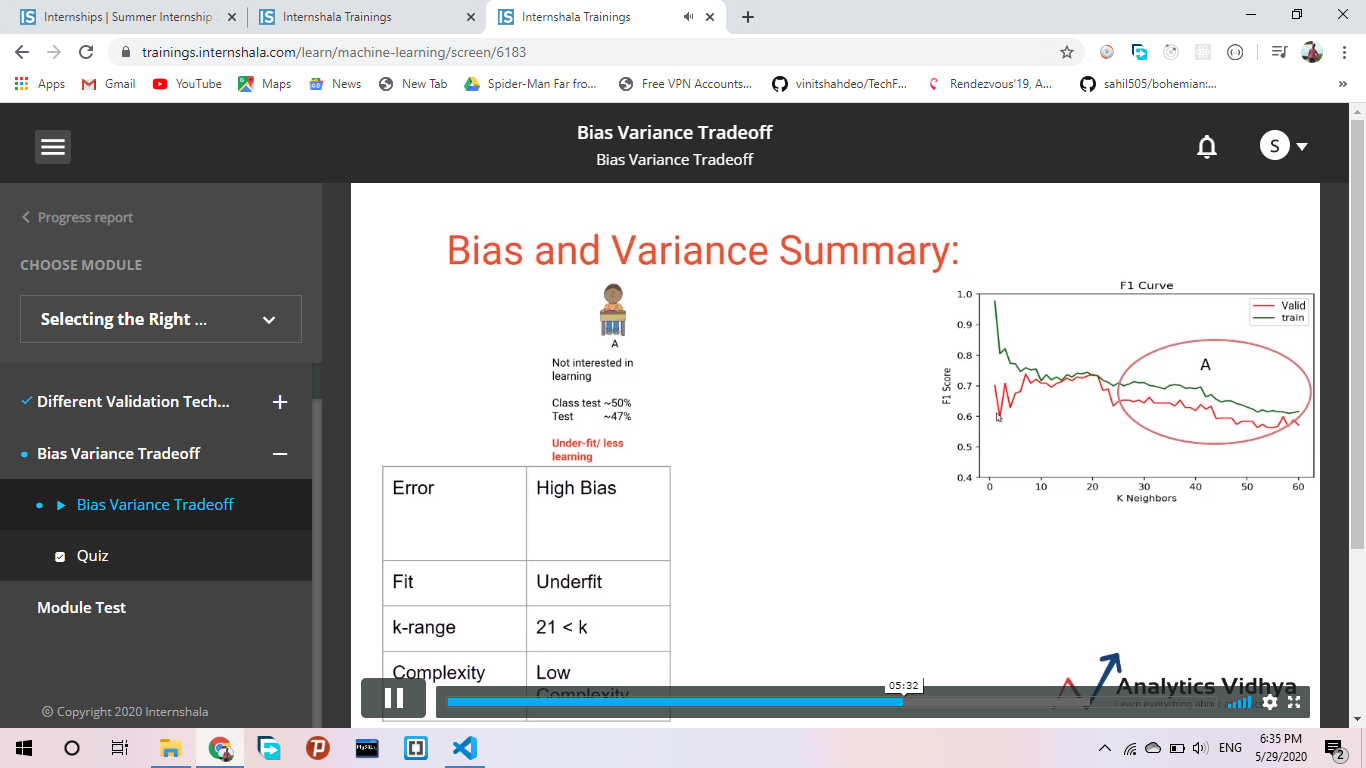 Internships | Summer Internship
Internshala Trainings
Internshala Trainings
trainings.internshala.com/learn/machine-learning/screen/6183
Apps
Gmail
YouTube
Maps
News
New Tab
Spider-Man Far fro...
Free VPN Accounts...
vinitshahdeo/TechF...
Rendezvous'19, A...
sahil505/bohemian:...
»
Bias Variance Tradeoff
Bias Variance Tradeoff
S
Progress report
CHOOSE MODULE
Selecting the Right ...
Different Validation Tech...
Bias Variance Tradeoff
Bias Variance Tradeoff
Quiz
Module Test
© Copyright 2020 Internshala
Bias and Variance Summary:
A
Not interested in
learning
Class test ~50%
Test ~47%
Under-fit/ less
learning
Error High Bias
Fit Underfit
k-range 21 < k
Complexity Low
Complexity
F1 Curve
Valid
train
A
F1 Score
1.0
0.9
0.8
0.7
0.6
0.5
0.4
0 10 20 30 40 50 60
K Neighbors
Analytics Vidhya
Learn everything about
05:32
MySQL
ENG
6:35 PM
5/29/2020
2